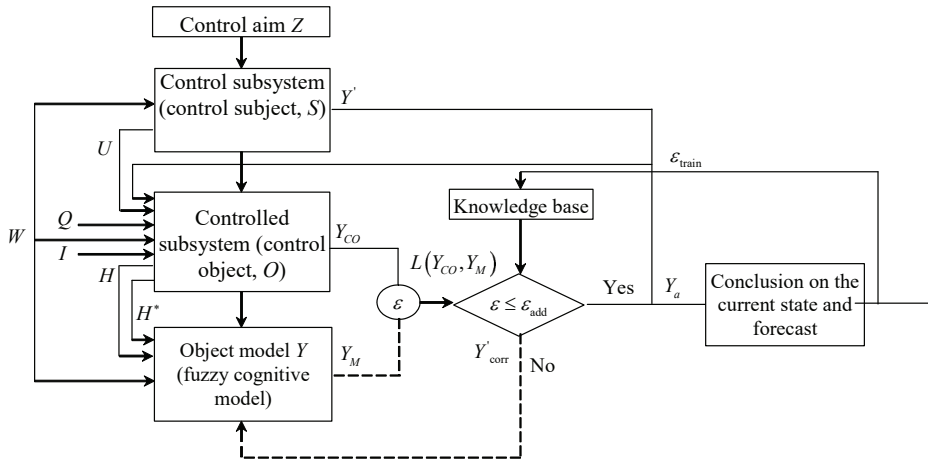 Control aim Z
Control subsystem
(control subject, S)
Y'
U
ε_train
Knowledge base
Q
W
I
Controlled
subsystem (control
object, O)
Y_CO
H
H*
L(Y_CO, Y_M)
ε
ε ≤ ε_add
Yes
Y_a
Conclusion on the
current state and
forecast
Object model Y
(fuzzy cognitive
model)
Y_M
Y'_corr
No